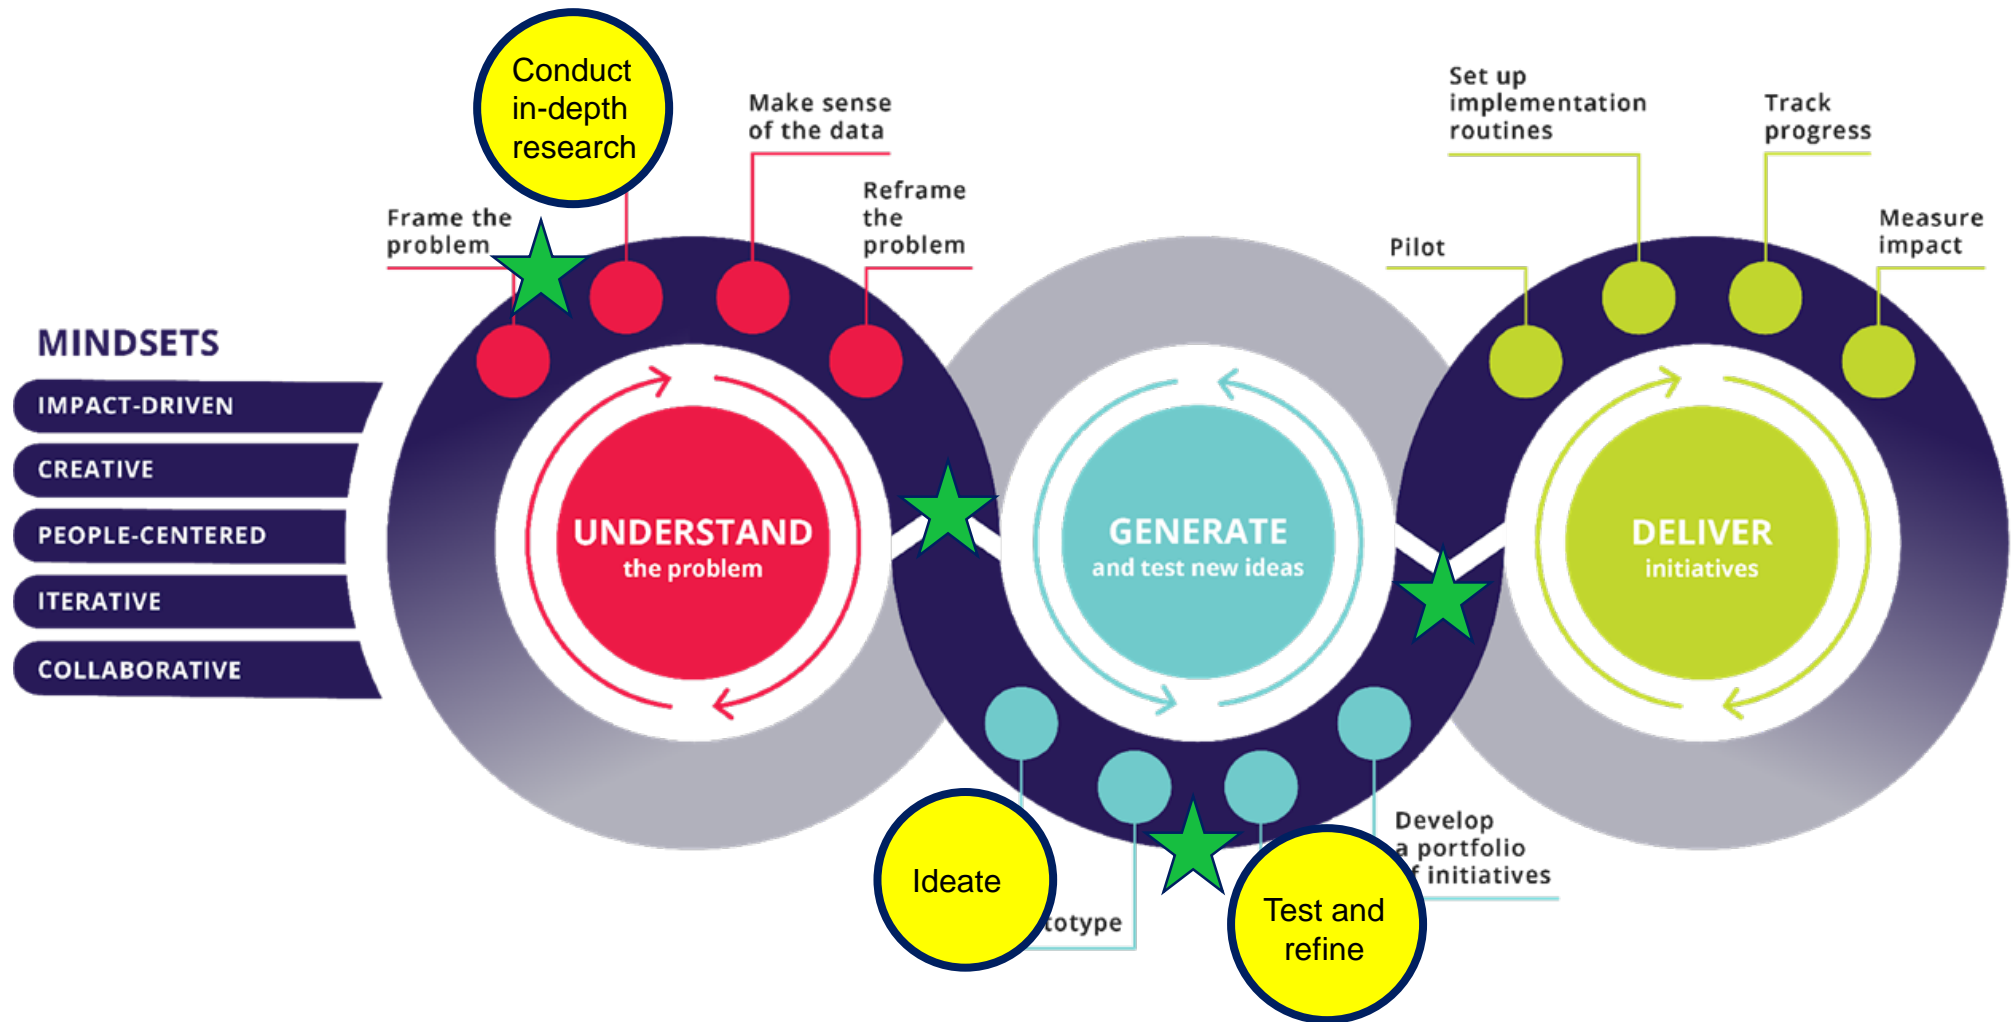 Conduct
in-depth
research
Make sense
of the data
Frame the
problem
Reframe
the
problem
Set up
implementation
routines
Track
progress
Pilot
Measure
impact
MINDSETS
IMPACT-DRIVEN
CREATIVE
PEOPLE-CENTERED
ITERATIVE
COLLABORATIVE
UNDERSTAND
the problem
GENERATE
and test new ideas
DELIVER
initiatives
Ideate
totype
Test and
refine
Develop
a portfolio
f initiatives